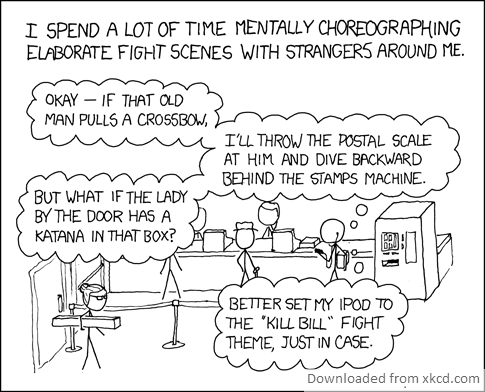 I SPEND A LOT OF TIME MENTALLY CHOREOGRAPHING
ELABORATE FIGHT SCENES WITH STRANGERS AROUND ME.
OKAY — IF THAT OLD
MAN PULLS A CROSSBOW,
I'LL THROW THE POSTAL SCALE
AT HIM AND DIVE BACKWARD
BEHIND THE STAMPS MACHINE.
BUT WHAT IF THE LADY
BY THE DOOR HAS A
KATANA IN THAT BOX?
BETTER SET MY IPOD TO
THE "KILL BILL" FIGHT
THEME, JUST IN CASE.
Downloaded from xkcd.com